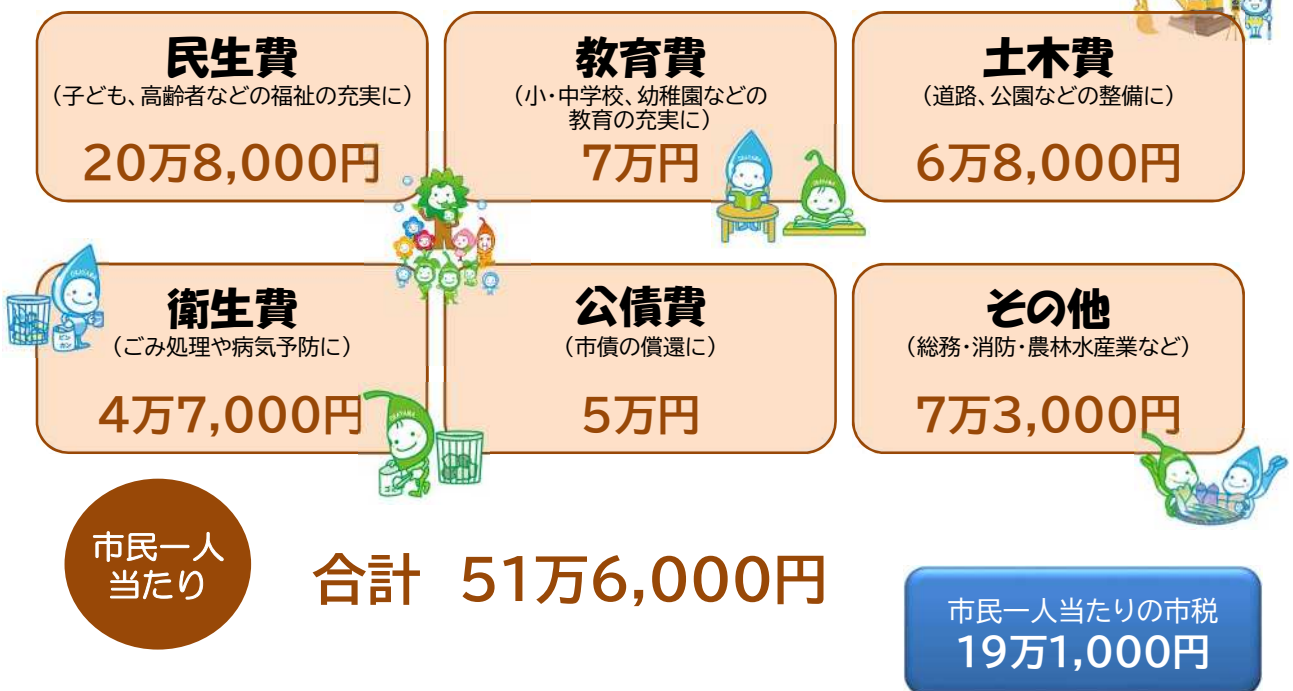 民生費
（子ども、高齢者などの福祉の充実に）
20万8,000円
教育費
（小・中学校、幼稚園などの
教育の充実に）
7万円
土木費
（道路、公園などの整備に）
6万8,000円
衛生費
（ごみ処理や病気予防に）
4万7,000円
公債費
（市債の償還に）
5万円
その他
（総務・消防・農林水産業など）
7万3,000円
市民一人
当たり
合計 51万6,000円
市民一人当たりの市税
19万1,000円